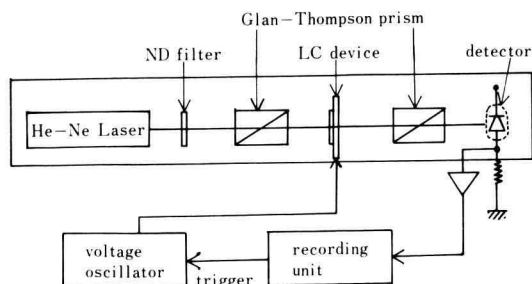 Glan-Thompson prism
ND filter
LC device
detector
He-Ne Laser
voltage
oscillator
trigger
recording
unit